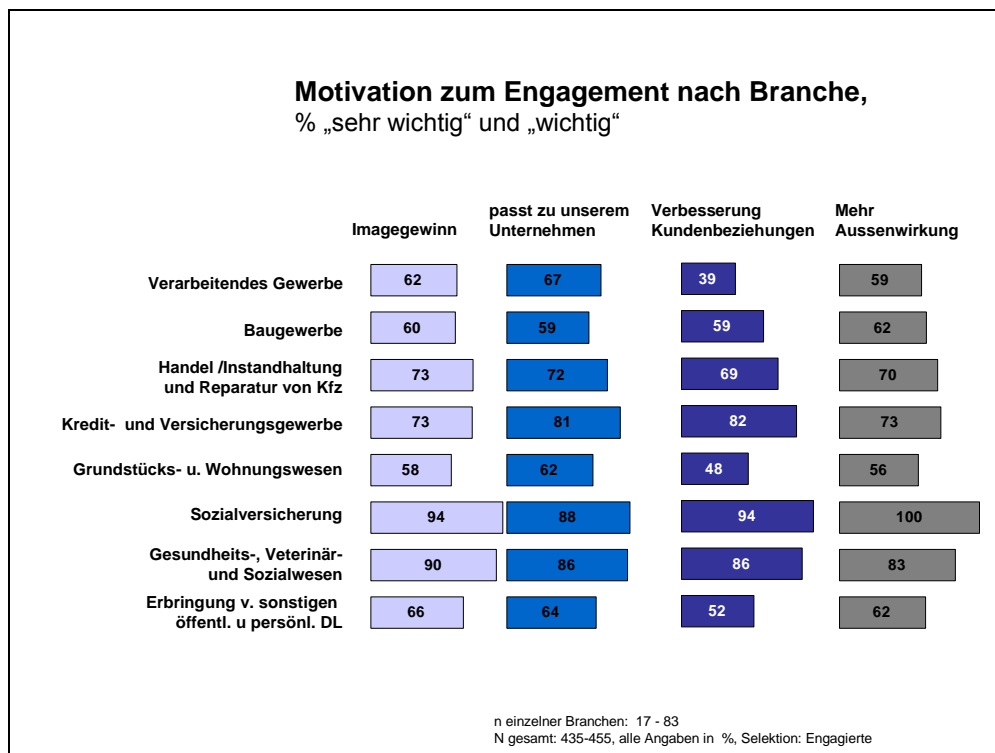 Motivation zum Engagement nach Branche,
% „sehr wichtig“ und „wichtig“
Imagegewinn
passt zu unserem
Unternehmen
Verbesserung
Kundenbeziehungen
Mehr
Aussenwirkung
Verarbeitendes Gewerbe 62 67 39 59
Baugewerbe 60 59 59 62
Handel /Instandhaltung
und Reparatur von Kfz 73 72 69 70
Kredit- und Versicherungsgewerbe 73 81 82 73
Grundstücks- u. Wohnungswesen 58 62 48 56
Sozialversicherung 94 88 94 100
Gesundheits-, Veterinär-
und Sozialwesen 90 86 86 83
Erbringung v. sonstigen
öffentl. u persönl. DL 66 64 52 62
n einzelner Branchen: 17 - 83
N gesamt: 435-455, alle Angaben in %, Selektion: Engagierte